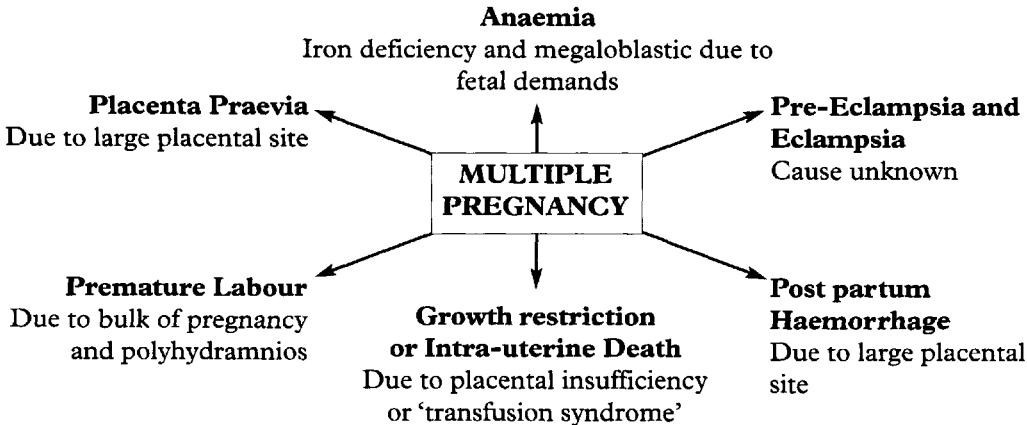 Anaemia
Iron deficiency and megaloblastic due to
fetal demands
Placenta Praevia
Due to large placental site
Pre-Eclampsia and
Eclampsia
Cause unknown
MULTIPLE
PREGNANCY
Premature Labour
Due to bulk of pregnancy
and polyhydramnios
Growth restriction
or Intra-uterine Death
Due to placental insufficiency
or ‘transfusion syndrome’
Post partum
Haemorrhage
Due to large placental
site